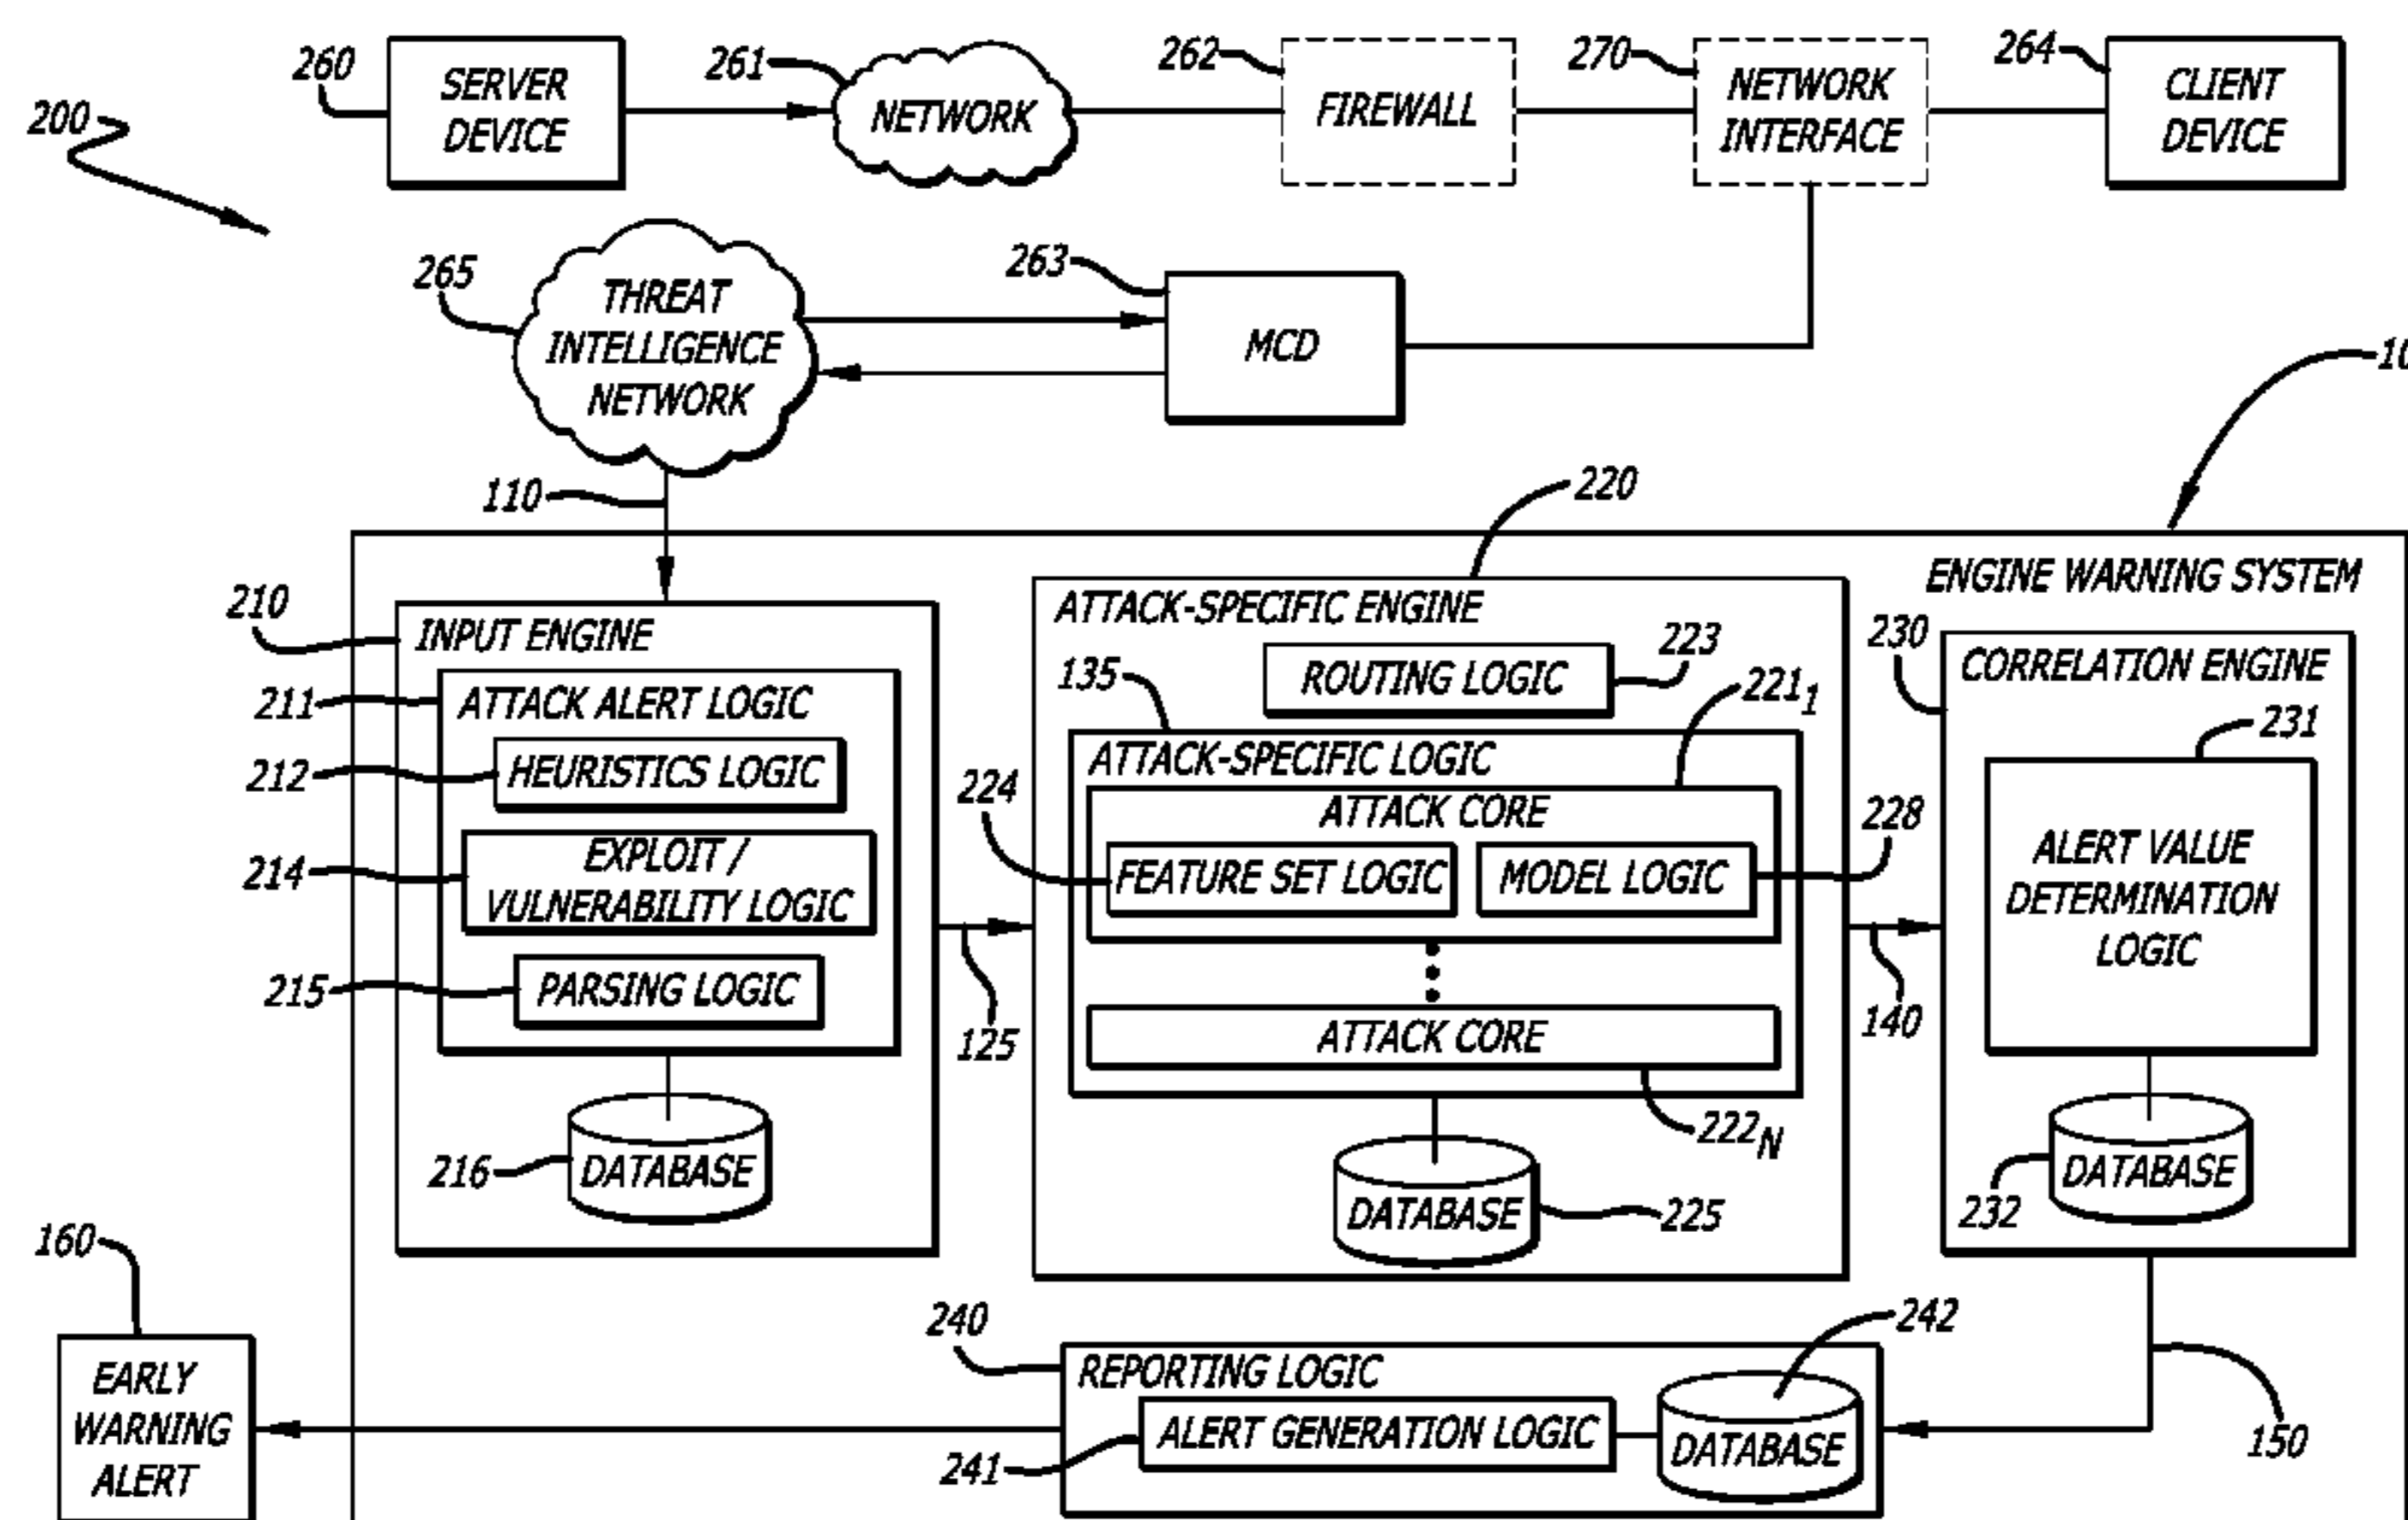 200
260
SERVER
DEVICE
261
NETWORK
262
FIREWALL
270
NETWORK
INTERFACE
264
CLIENT
DEVICE
265
THREAT
INTELLIGENCE
NETWORK
263
MCD
10
110
220
ENGINE WARNING SYSTEM
210
INPUT ENGINE
211
ATTACK ALERT LOGIC
212
HEURISTICS LOGIC
214
EXPLOIT /
VULNERABILITY LOGIC
215
PARSING LOGIC
216
DATABASE
125
ATTACK-SPECIFIC ENGINE
ROUTING LOGIC
223
135
221₁
ATTACK-SPECIFIC LOGIC
ATTACK CORE
224
FEATURE SET LOGIC
MODEL LOGIC
228
ATTACK CORE
222N
DATABASE
225
140
230
CORRELATION ENGINE
231
ALERT VALUE
DETERMINATION
LOGIC
232
DATABASE
150
240
REPORTING LOGIC
241
ALERT GENERATION LOGIC
242
DATABASE
160
EARLY
WARNING
ALERT